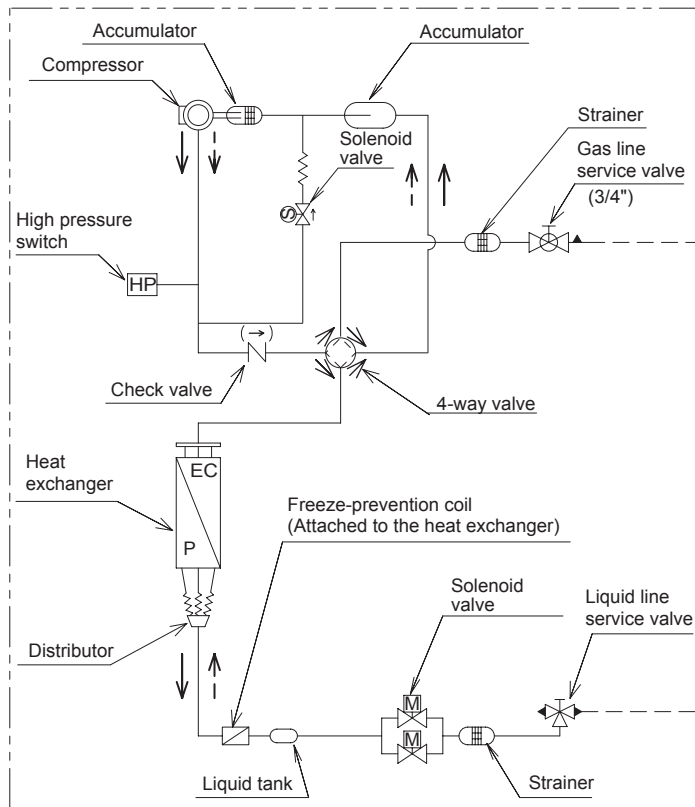 Accumulator
Accumulator
Compressor
Strainer
Solenoid
valve
Gas line
service valve
(3/4")
S
High pressure
switch
HP
Check valve
4-way valve
EC
Heat
exchanger
P
Freeze-prevention coil
(Attached to the heat exchanger)
Solenoid
valve
Liquid line
service valve
Distributor
M
M
Liquid tank
Strainer